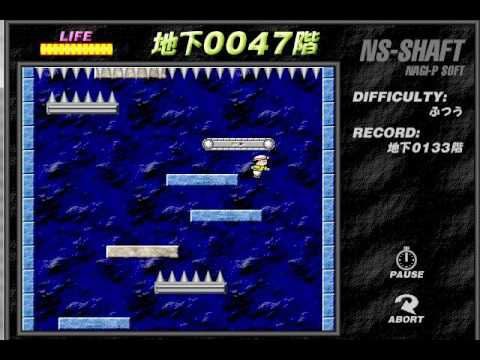 LIFE
地下0047階
NS-SHAFT
NAGI-P SOFT
DIFFICULTY:
ふつう
RECORD:
地下0133階
PAUSE
ABORT